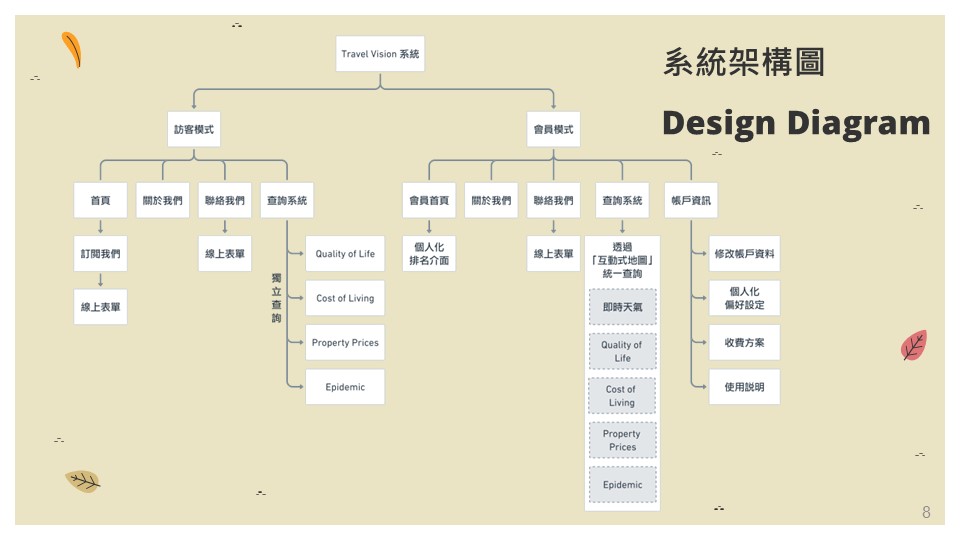 系統架構圖
Design Diagram
Travel Vision 系統
訪客模式
會員模式
首頁
關於我們
聯絡我們
查詢系統
會員首頁
關於我們
聯絡我們
查詢系統
帳戶資訊
訂閱我們
線上表單
線上表單
獨
立
查
詢
Quality of Life
Cost of Living
Property Prices
Epidemic
個人化
排名介面
線上表單
透過
「互動式地圖」
統一查詢
即時天氣
Quality of
Life
Cost of
Living
Property
Prices
Epidemic
修改帳戶資料
個人化
偏好設定
收費方案
使用說明
8